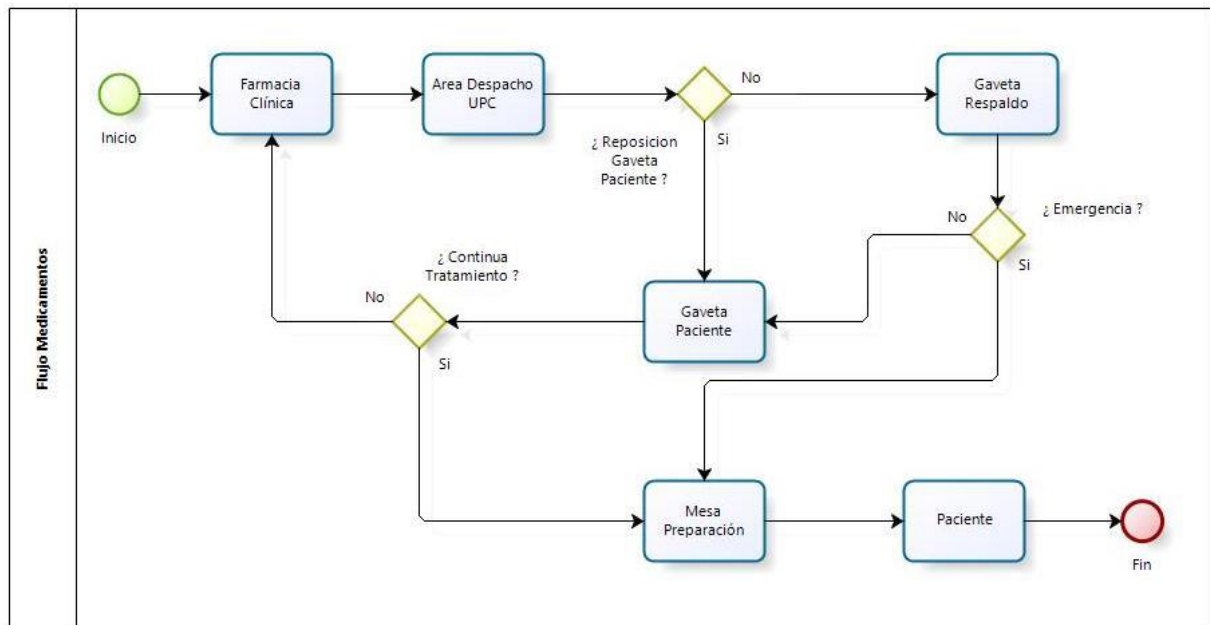 Flujo Medicamentos
Inicio
Farmacia
Clínica
Area Despacho
UPC
No
Si
¿ Reposicion
Gaveta
Paciente ?
Gaveta
Respaldo
No
¿ Emergencia ?
Si
¿ Continua
Tratamiento ?
No
Si
Gaveta
Paciente
Mesa
Preparación
Paciente
Fin